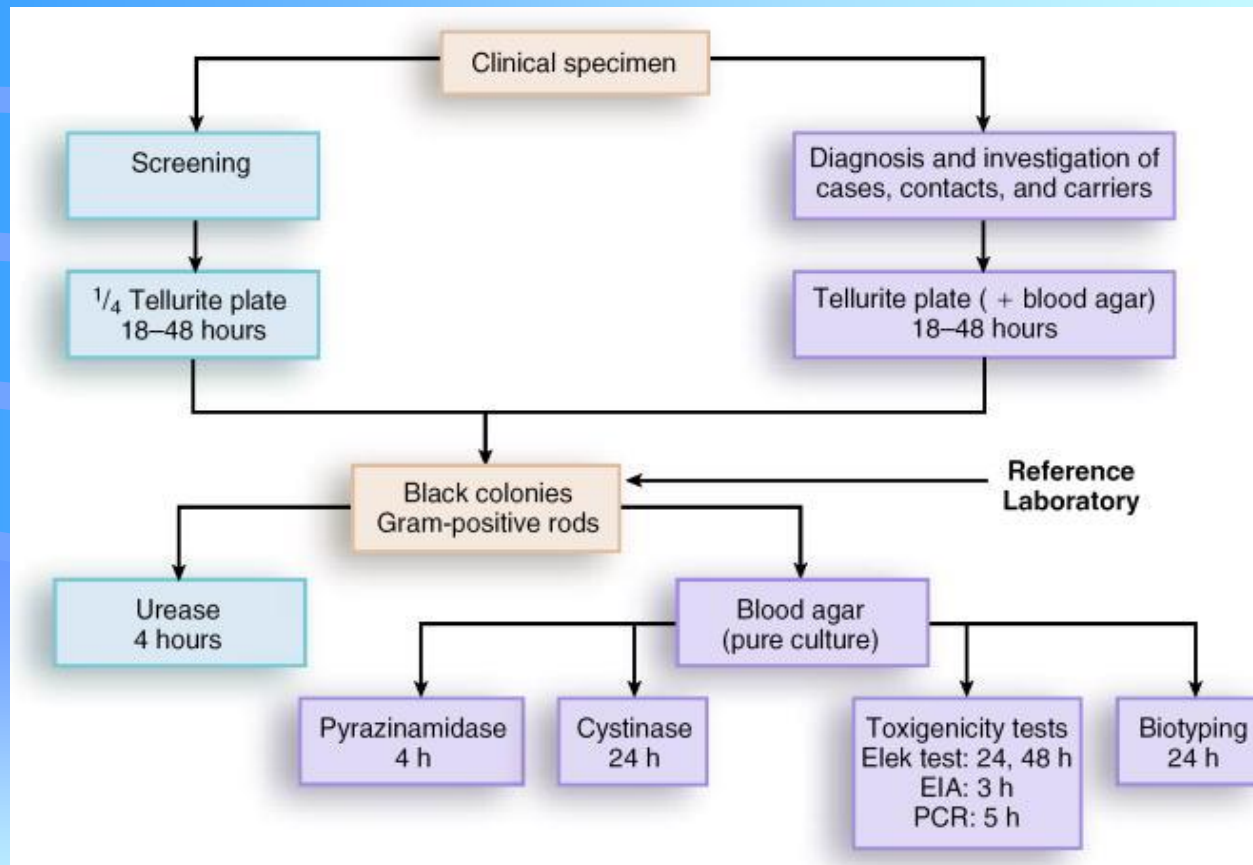 Clinical specimen
Screening
Diagnosis and investigation of
cases, contacts, and carriers
1/4 Tellurite plate
18–48 hours
Tellurite plate ( + blood agar)
18–48 hours
Black colonies
Gram-positive rods
Reference
Laboratory
Urease
4 hours
Blood agar
(pure culture)
Pyrazinamidase
4 h
Cystinase
24 h
Toxigenicity tests
Elek test: 24, 48 h
EIA: 3 h
PCR: 5 h
Biotyping
24 h